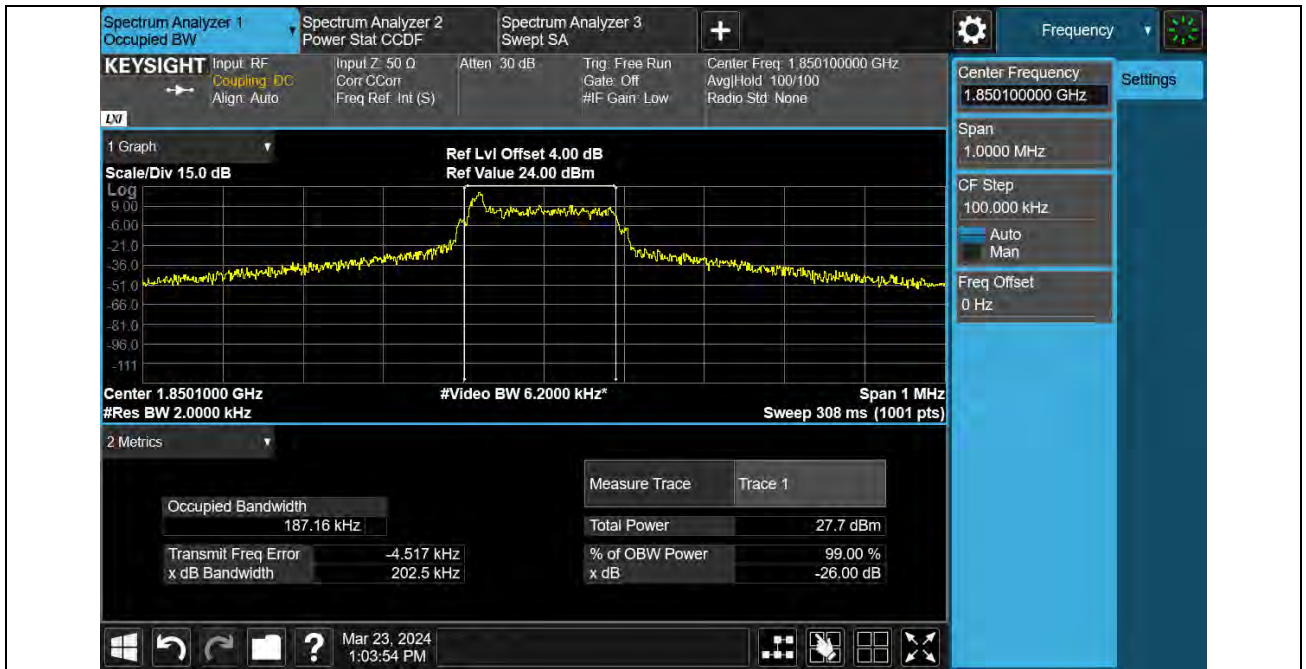 Spectrum Analyzer 1
Occupied BW
Spectrum Analyzer 2
Power Stat CCDF
Spectrum Analyzer 3
Swept SA
Frequency
KEYSIGHT
LXI
Input: RF
Coupling: DC
Align: Auto
Input Z: 50 Ω
Corr CCorr
Freq Ref: Int (S)
Atten: 30 dB
Trig: Free Run
Gate: Off
#IF Gain: Low
Center Freq: 1.850100000 GHz
Avg|Hold: 100/100
Radio Std: None
Center Frequency
1.850100000 GHz
Settings
Span
1.0000 MHz
CF Step
100.000 kHz
Auto
Man
Freq Offset
0 Hz
1 Graph
Scale/Div 15.0 dB
Ref Lvl Offset 4.00 dB
Ref Value 24.00 dBm
Log
9.00
-6.00
-21.0
-36.0
-51.0
-66.0
-81.0
-96.0
-111
Center 1.8501000 GHz
#Res BW 2.0000 kHz
#Video BW 6.2000 kHz*
Span 1 MHz
Sweep 308 ms (1001 pts)
2 Metrics
Occupied Bandwidth
187.16 kHz
Transmit Freq Error -4.517 kHz
x dB Bandwidth 202.5 kHz
Measure Trace Trace 1
Total Power 27.7 dBm
% of OBW Power 99.00 %
x dB -26.00 dB
?
Mar 23, 2024
1:03:54 PM